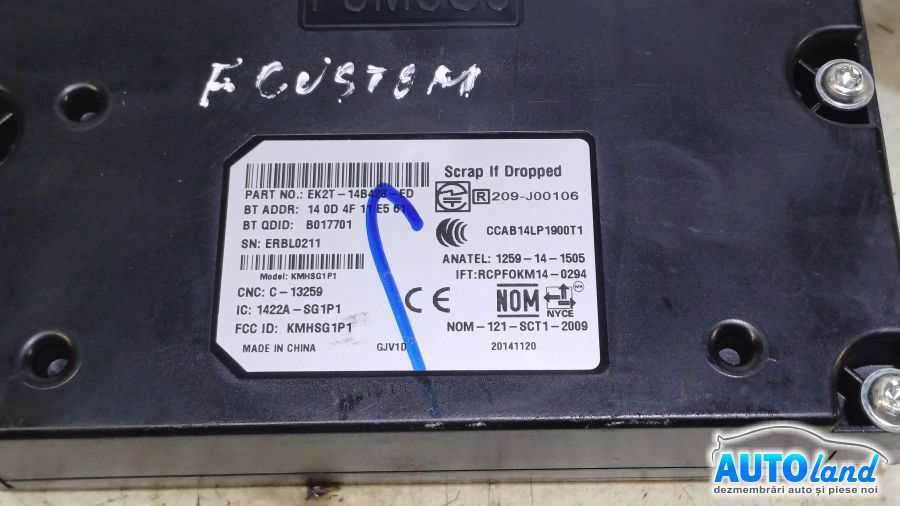 F CUSTOM
Scrap If Dropped
PART NO.: EK2T-14B428-ED
R 209-J00106
BT ADDR: 14 0D 4F 11 E5 61
BT QDID: B017701
CCAB14LP1900T1
SN: ERBL0211
ANATEL: 1259-14-1505
Model: KMHSG1P1
IFT:RCPFOKM14-0294
CNC: C-13259
CE
NOM
NYCE
IC: 1422A-SG1P1
FCC ID: KMHSG1P1
NOM-121-SCT1-2009
MADE IN CHINA
GJV1D
20141120
AUTOland
dezmembrări auto și piese noi